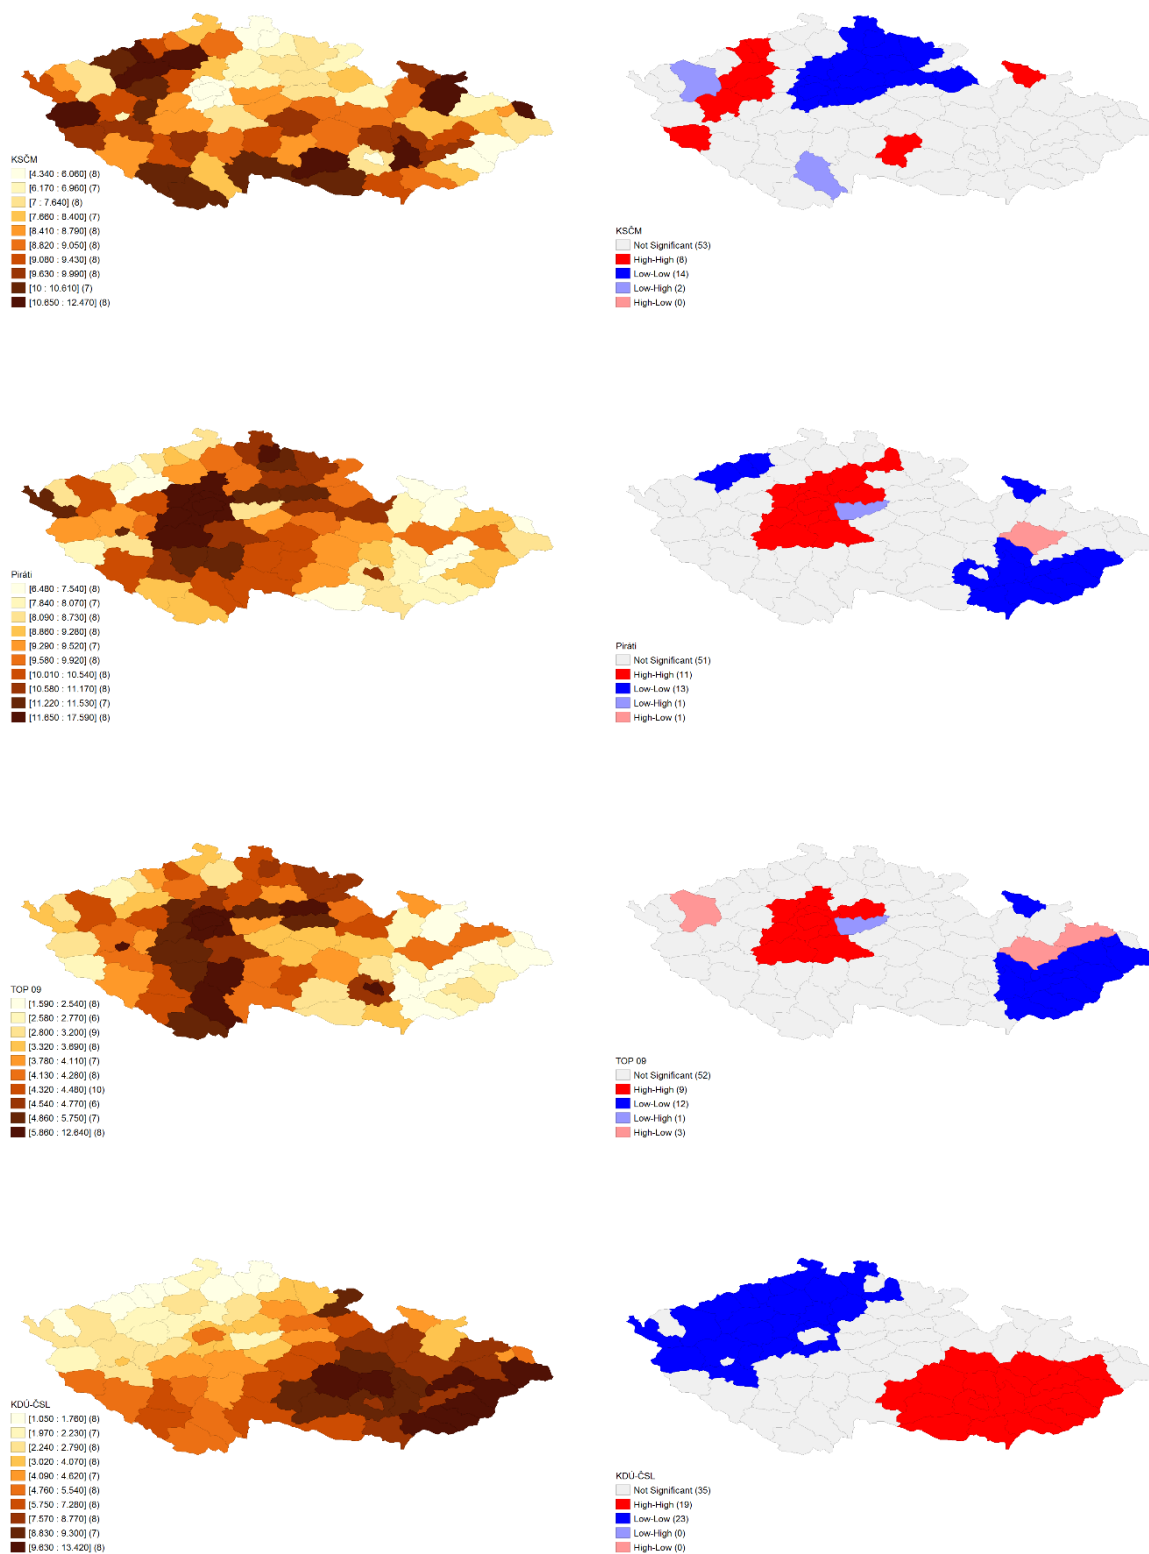 KSČM
[4.340 : 6.060] (8)
[6.170 : 6.960] (7)
[7 : 7.640] (8)
[7.660 : 8.400] (7)
[8.410 : 8.790] (8)
[8.820 : 9.050] (8)
[9.080 : 9.430] (8)
[9.630 : 9.990] (8)
[10 : 10.610] (7)
[10.650 : 12.470] (8)
KSČM
Not Significant (53)
High-High (8)
Low-Low (14)
Low-High (2)
High-Low (0)
Piráti
[6.480 : 7.540] (8)
[7.840 : 8.070] (7)
[8.090 : 8.730] (8)
[8.860 : 9.280] (8)
[9.290 : 9.520] (7)
[9.580 : 9.920] (8)
[10.010 : 10.540] (8)
[10.580 : 11.170] (8)
[11.220 : 11.530] (7)
[11.650 : 17.590] (8)
Piráti
Not Significant (51)
High-High (11)
Low-Low (13)
Low-High (1)
High-Low (1)
TOP 09
[1.590 : 2.540] (8)
[2.580 : 2.770] (6)
[2.800 : 3.200] (9)
[3.320 : 3.690] (8)
[3.780 : 4.110] (7)
[4.130 : 4.280] (8)
[4.320 : 4.480] (10)
[4.540 : 4.770] (6)
[4.860 : 5.750] (7)
[5.860 : 12.640] (8)
TOP 09
Not Significant (52)
High-High (9)
Low-Low (12)
Low-High (1)
High-Low (3)
KDÚ-ČSL
[1.050 : 1.760] (8)
[1.970 : 2.230] (7)
[2.240 : 2.790] (8)
[3.020 : 4.070] (8)
[4.090 : 4.620] (7)
[4.760 : 5.540] (8)
[5.750 : 7.280] (8)
[7.570 : 8.770] (8)
[8.830 : 9.300] (7)
[9.630 : 13.420] (8)
KDÚ-ČSL
Not Significant (35)
High-High (19)
Low-Low (23)
Low-High (0)
High-Low (0)